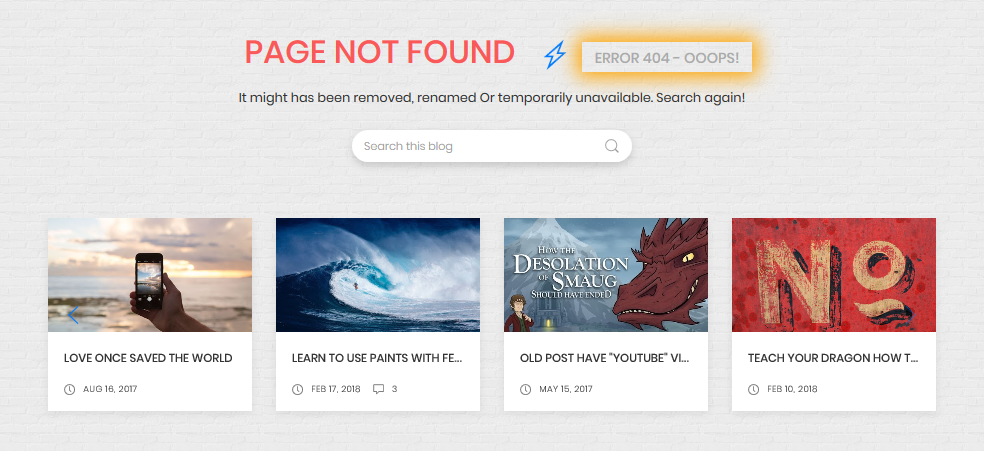 PAGE NOT FOUND
ERROR 404 - OOOPS!
It might has been removed, renamed Or temporarily unavailable. Search again!
Search this blog
HOW THE
DESOLATION
OF SMAUG
SHOULD HAVE ENDED
No
LOVE ONCE SAVED THE WORLD
AUG 16, 2017
LEARN TO USE PAINTS WITH FE...
FEB 17, 2018 3
OLD POST HAVE "YOUTUBE" VI...
MAY 15, 2017
TEACH YOUR DRAGON HOW T...
FEB 10, 2018